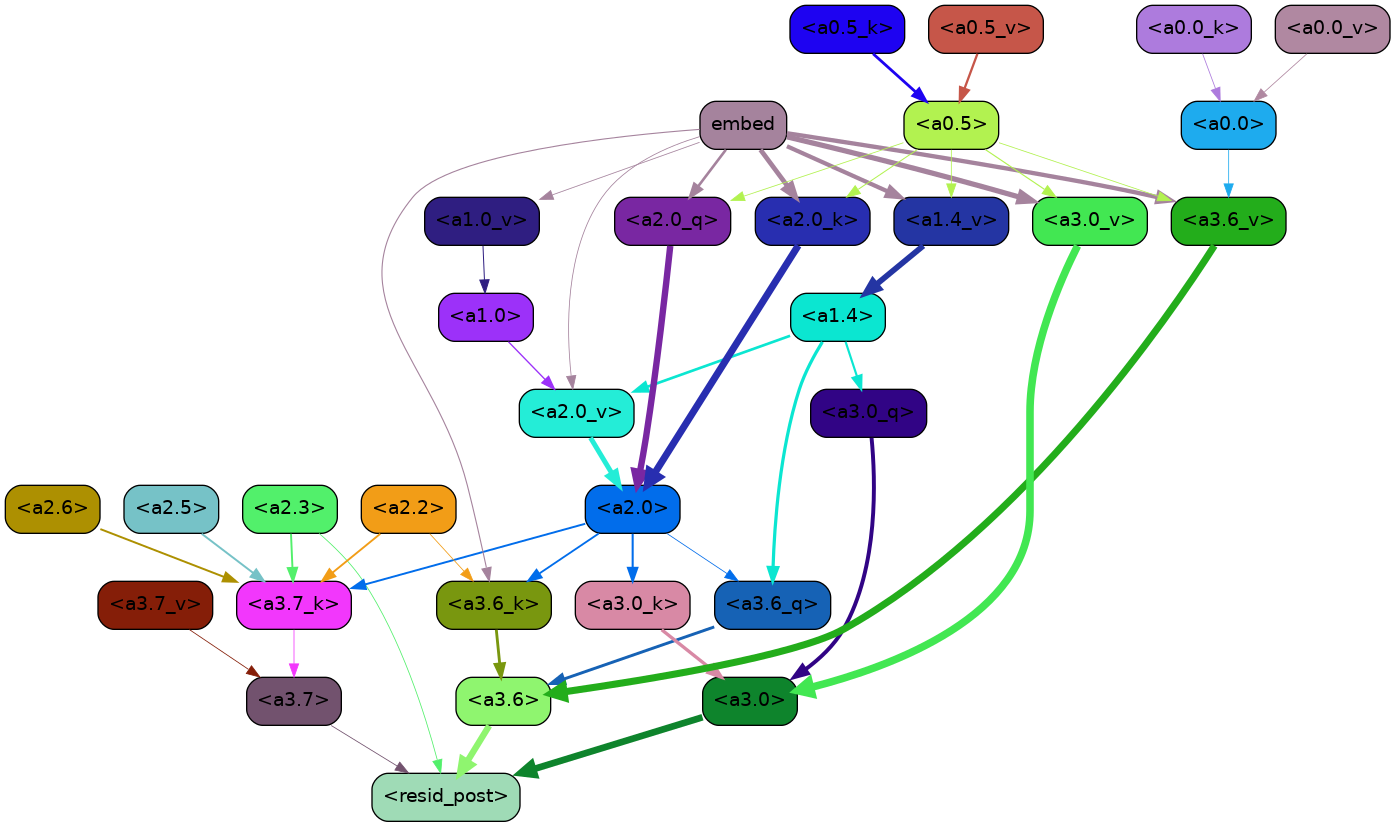 <a0.5_k>
<a0.5_v>
<a0.0_k>
<a0.0_v>
embed
<a0.5>
<a0.0>
<a1.0_v>
<a2.0_q>
<a2.0_k>
<a1.4_v>
<a3.0_v>
<a3.6_v>
<a1.0>
<a1.4>
<a2.0_v>
<a3.0_q>
<a2.6>
<a2.5>
<a2.3>
<a2.2>
<a2.0>
<a3.7_v>
<a3.7_k>
<a3.6_k>
<a3.0_k>
<a3.6_q>
<a3.7>
<a3.6>
<a3.0>
<resid_post>